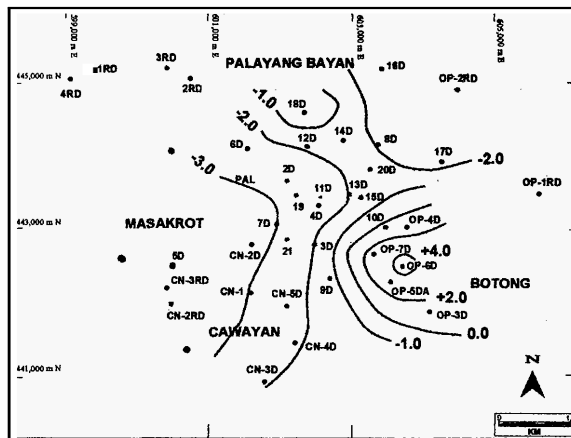 599,000 m E
601,000 m E
603,000 m E
605,000 m E
445,000 m N
443,000 m N
441,000 m N
1RD
3RD
4RD
2RD
PALAYANG BAYAN
16D
OP-2RD
-1.0
18D
-2.0
6D
12D
14D
8D
17D
-2.0
-3.0
PAL
2D
20D
19
11D
13D
15D
OP-1RD
4D
MASAKROT
7D
10D
OP-4D
CN-2D
21
3D
OP-7D
+4.0
OP-6D
5D
CN-3RD
CN-1
9D
OP-5DA
BOTONG
CN-2RD
CN-5D
+2.0
OP-3D
CAWAYAN
0.0
CN-4D
-1.0
CN-3D
N
0
KM